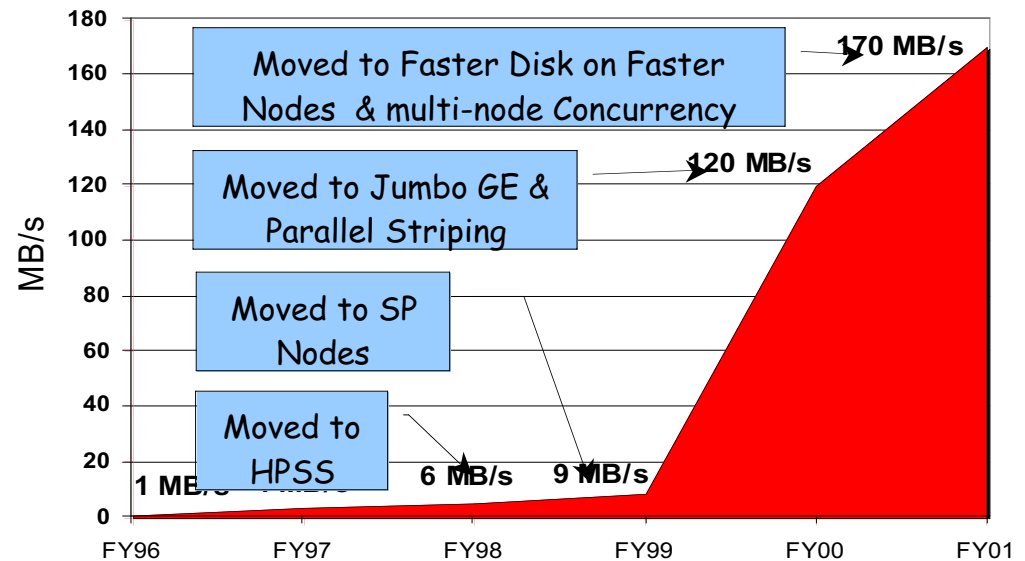 180
160
140
120
100
80
60
40
20
0
MB/s
Moved to Faster Disk on Faster
Nodes & multi-node Concurrency
170 MB/s
Moved to Jumbo GE &
Parallel Striping
120 MB/s
Moved to SP
Nodes
Moved to
HPSS
1 MB/s
6 MB/s
9 MB/s
FY96
FY97
FY98
FY99
FY00
FY01